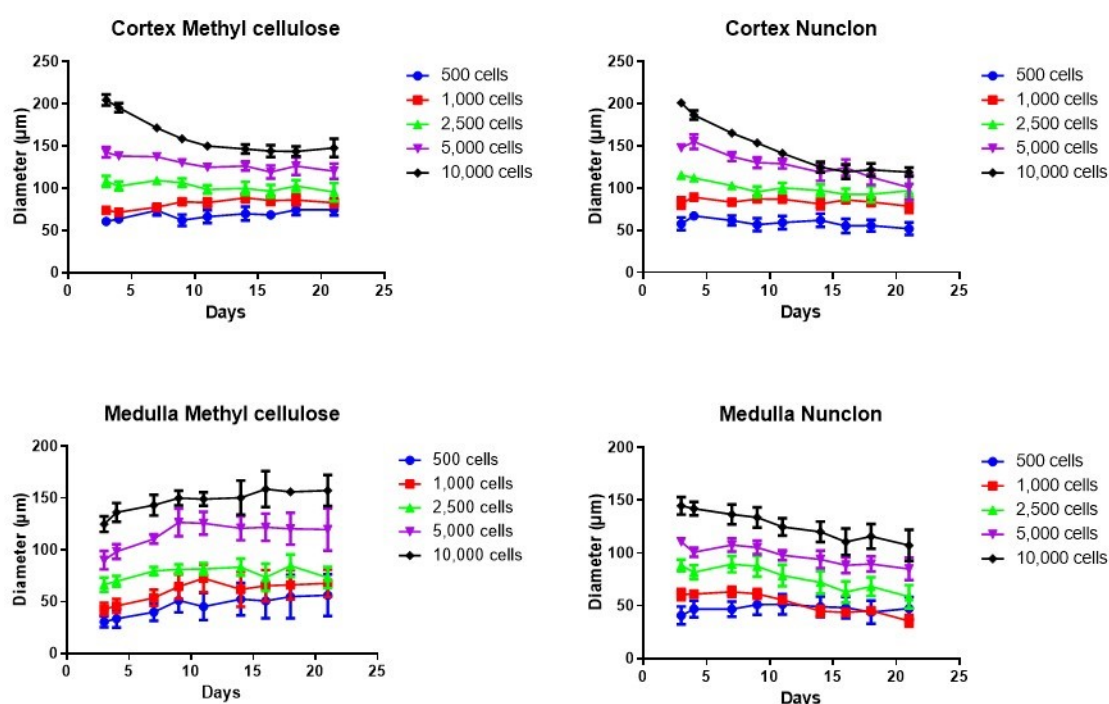 Cortex Methyl cellulose
250
200
150
100
50
0
Diameter (µm)
0 5 10 15 20 25
Days
500 cells
1,000 cells
2,500 cells
5,000 cells
10,000 cells
Cortex Nunclon
250
200
150
100
50
0
Diameter (µm)
0 5 10 15 20 25
Days
500 cells
1,000 cells
2,500 cells
5,000 cells
10,000 cells
Medulla Methyl cellulose
200
150
100
50
0
Diameter (µm)
0 5 10 15 20 25
Days
500 cells
1,000 cells
2,500 cells
5,000 cells
10,000 cells
Medulla Nunclon
200
150
100
50
0
Diameter (µm)
0 5 10 15 20 25
Days
500 cells
1,000 cells
2,500 cells
5,000 cells
10,000 cells